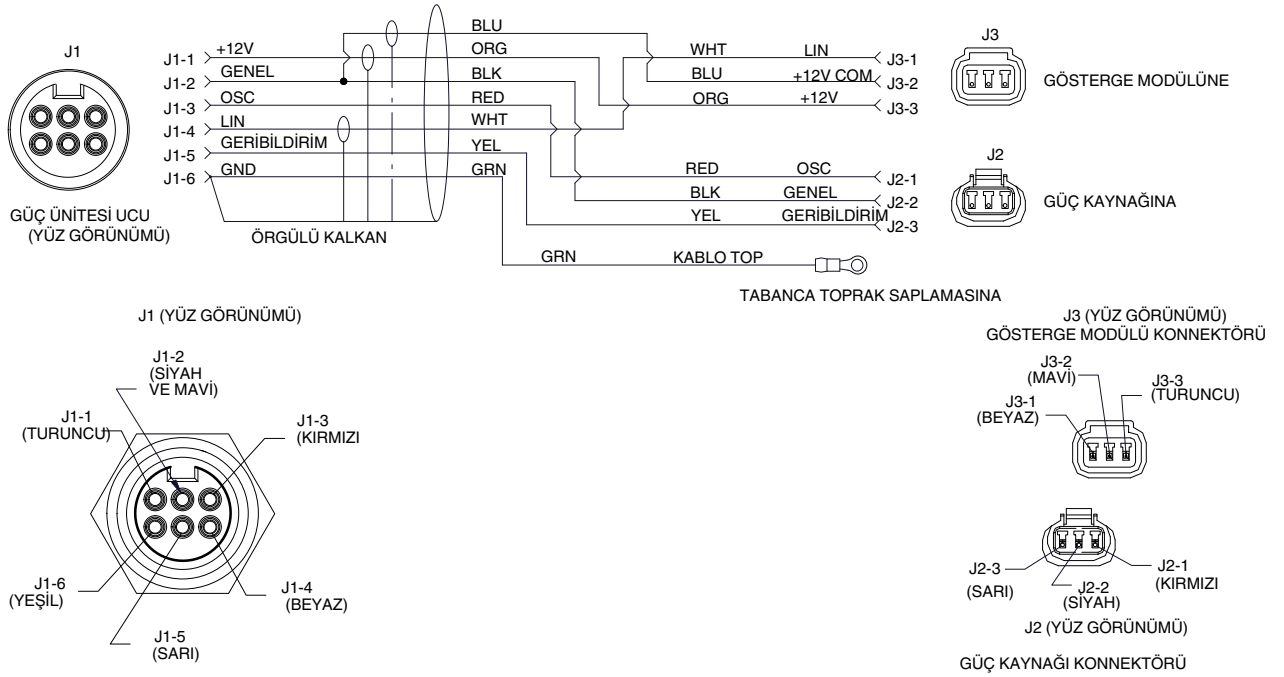 J1
J1-1 +12V BLU
ORG WHT LIN J3-1
J1-2 GENEL BLK BLU +12V COM J3-2
J1-3 OSC RED ORG +12V J3-3
J1-4 LIN WHT
J1-5 GERİBİLDİRİM YEL
J1-6 GND GRN
J3
GÖSTERGE MODÜLÜNE
RED OSC J2-1
BLK GENEL J2-2
YEL GERİBİLDİRİM J2-3
J2
GÜÇ KAYNAĞINA
GÜÇ ÜNİTESİ UCU
(YÜZ GÖRÜNÜMÜ)
ÖRGÜLÜ KALKAN
GRN KABLO TOP
TABANCA TOPRAK SAPLAMASINA
J1 (YÜZ GÖRÜNÜMÜ)
J1-2
(SİYAH
VE MAVİ)
J1-1
(TURUNCU)
J1-3
(KIRMIZI
J1-6
(YEŞİL)
J1-4
(BEYAZ)
J1-5
(SARI)
J3 (YÜZ GÖRÜNÜMÜ)
GÖSTERGE MODÜLÜ KONNEKTÖRÜ
J3-2
(MAVİ)
J3-3
(TURUNCU)
J3-1
(BEYAZ)
J2-3
(SARI)
J2-2
(SİYAH)
J2-1
(KIRMIZI
J2 (YÜZ GÖRÜNÜMÜ)
GÜÇ KAYNAĞI KONNEKTÖRÜ